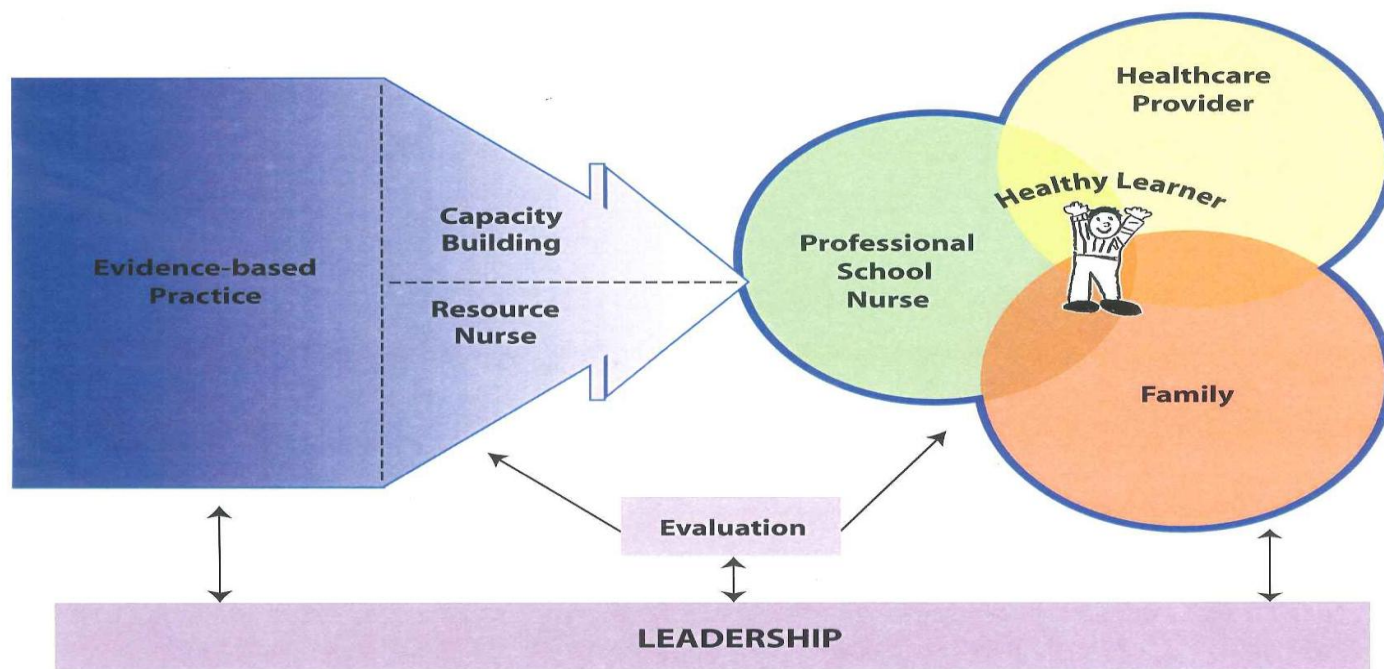 Evidence-based
Practice
Capacity
Building
Resource
Nurse
Professional
School
Nurse
Healthcare
Provider
Healthy Learner
Family
Evaluation
LEADERSHIP